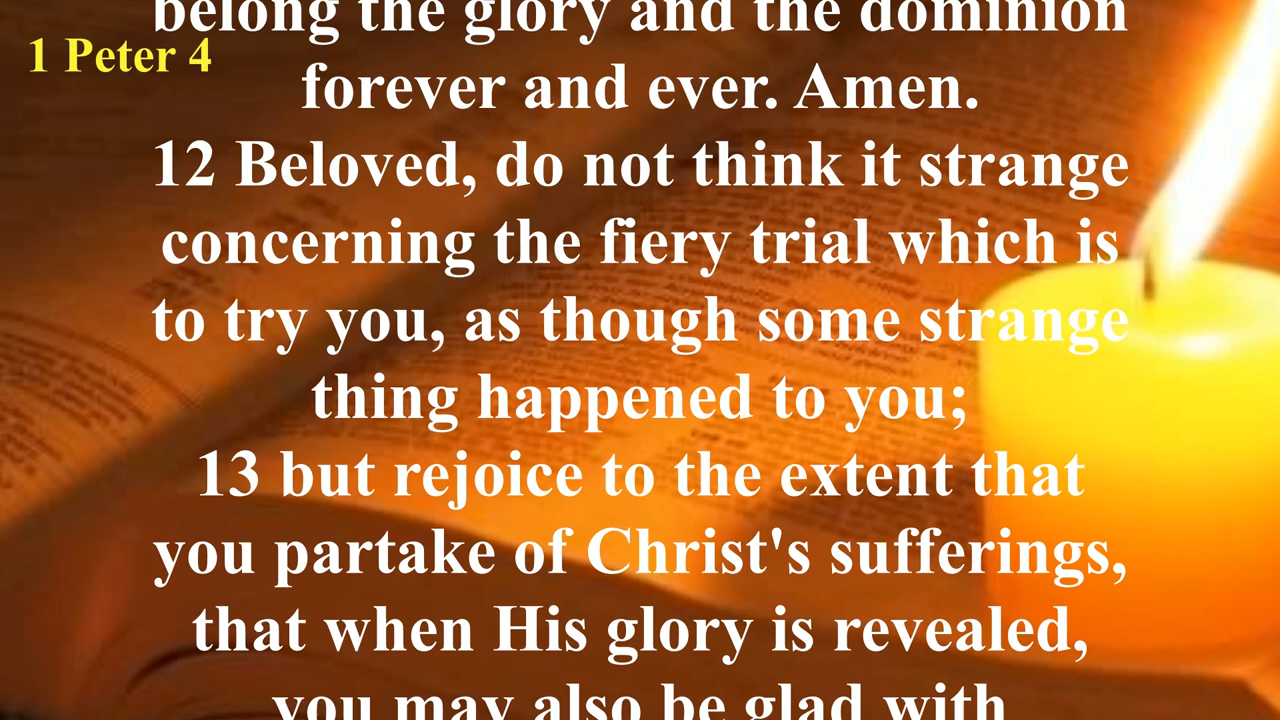 belong the glory and the dominion
1 Peter 4
forever and ever. Amen.
12 Beloved, do not think it strange
concerning the fiery trial which is
to try you, as though some strange
thing happened to you;
13 but rejoice to the extent that
you partake of Christ's sufferings,
that when His glory is revealed,
you may also be glad with